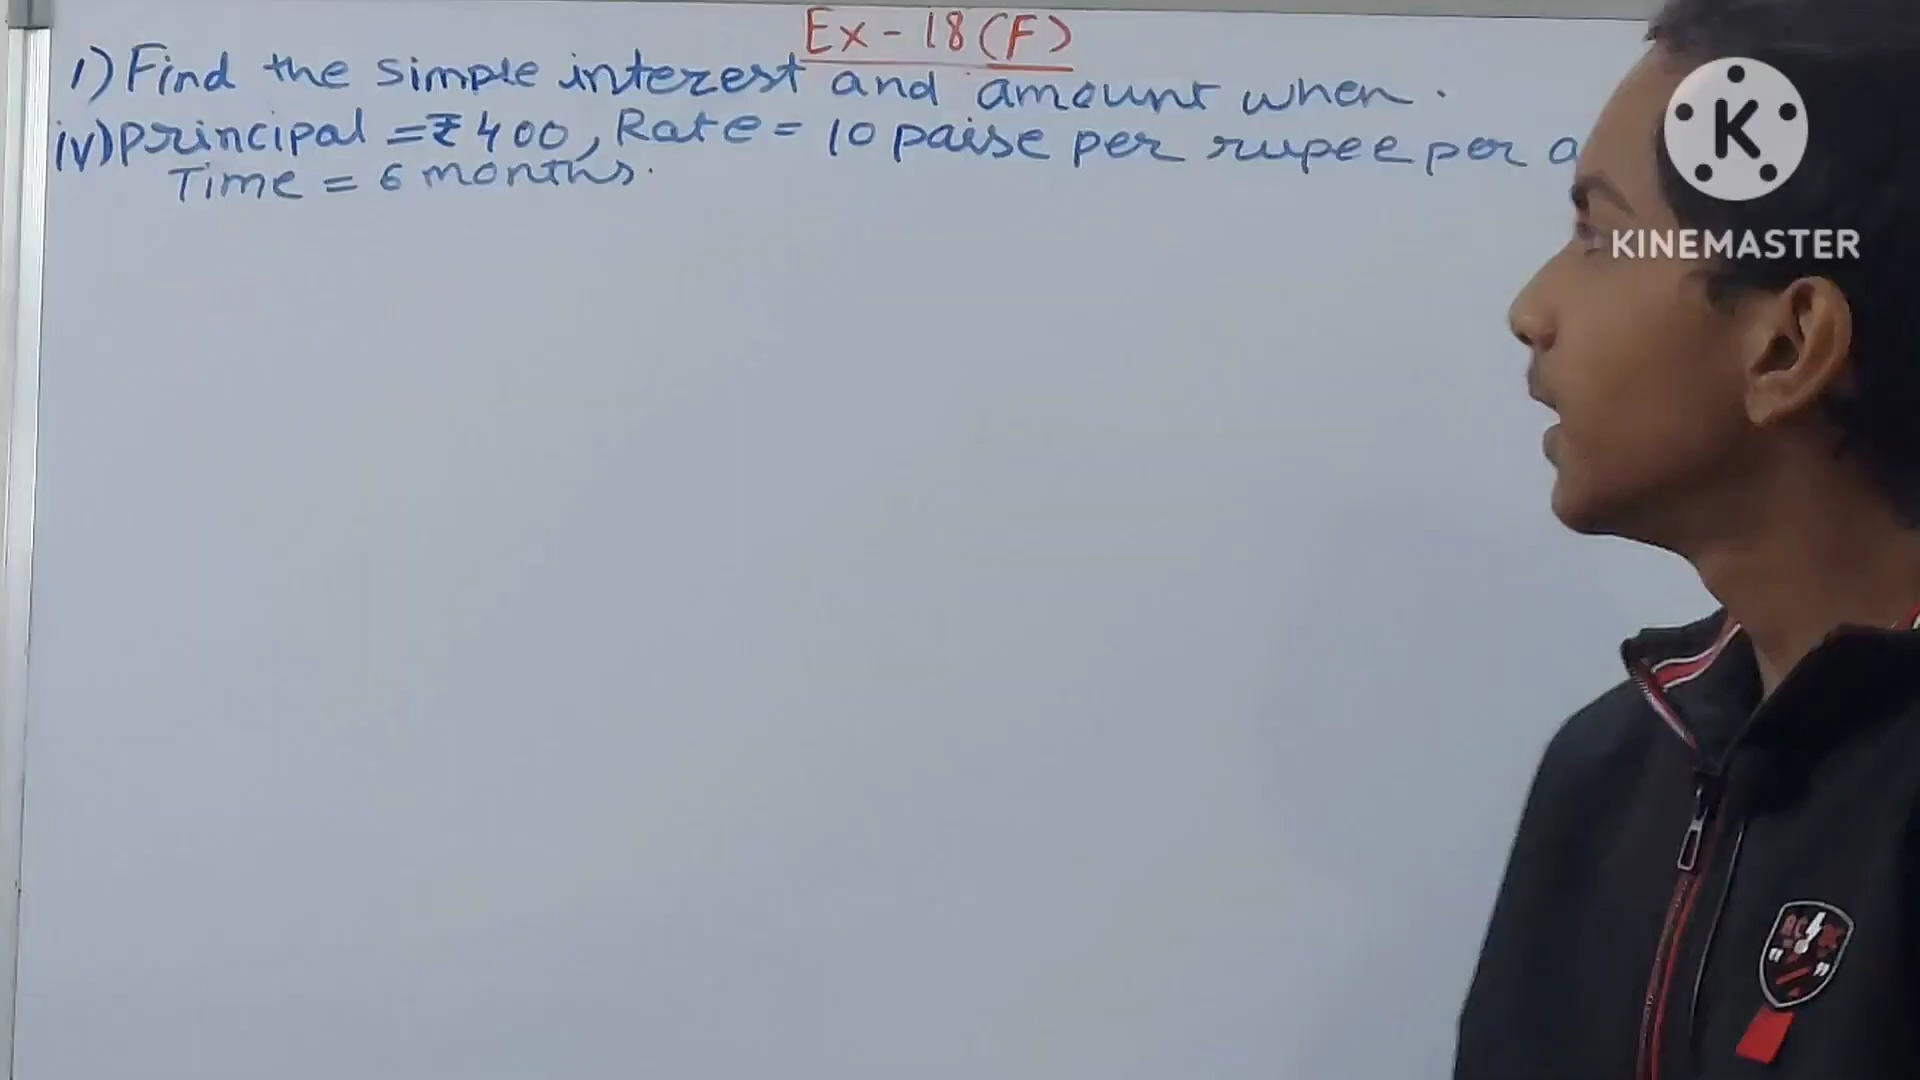 Ex - 18 (F)
1) Find the simple interest and amount when.
iv) Principal = ₹ 400, Rate = 10 paise per rupee per a
Time = 6 months.
K
KINEMASTER